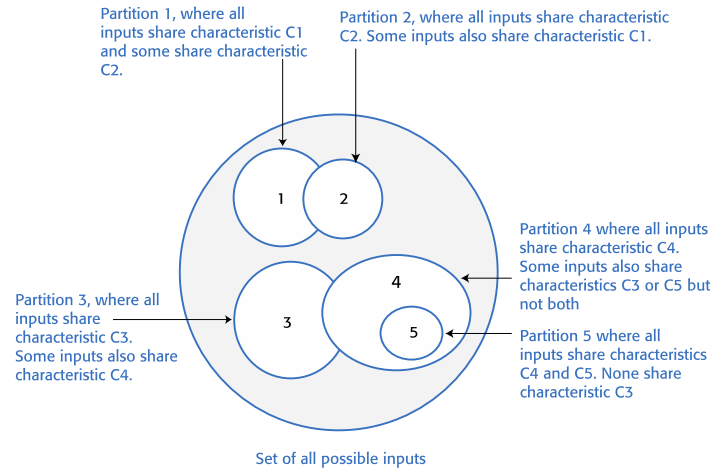 Partition 1, where all
inputs share characteristic C1
and some share characteristic
C2.
Partition 2, where all inputs share characteristic
C2. Some inputs also share characteristic C1.
1
2
Partition 4 where all inputs
share characteristic C4.
Some inputs also share
characteristics C3 or C5 but
not both
4
3
5
Partition 3, where all
inputs share
characteristic C3.
Some inputs also share
characteristic C4.
Partition 5 where all
inputs share characteristics
C4 and C5. None share
characteristic C3
Set of all possible inputs